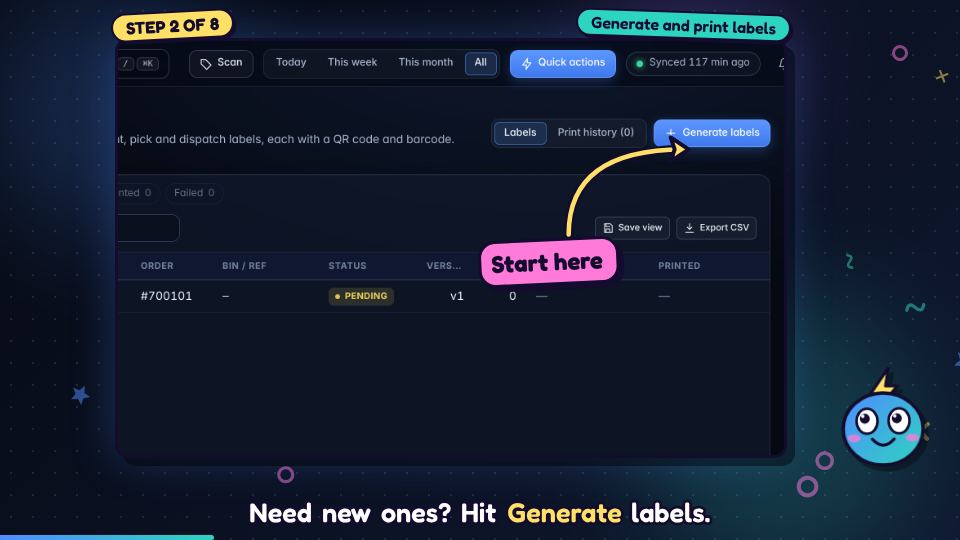 STEP 2 OF 8
Generate and print labels
/ ⌘K Scan Today This week This month All Quick actions Synced 117 min ago
pick and dispatch labels, each with a QR code and barcode.
Labels Print history (0) + Generate labels
0 Failed 0
Save view Export CSV
Start here
ORDER BIN / REF STATUS VERS... PRINTED
#700101 – PENDING v1 0 — —
Need new ones? Hit Generate labels.